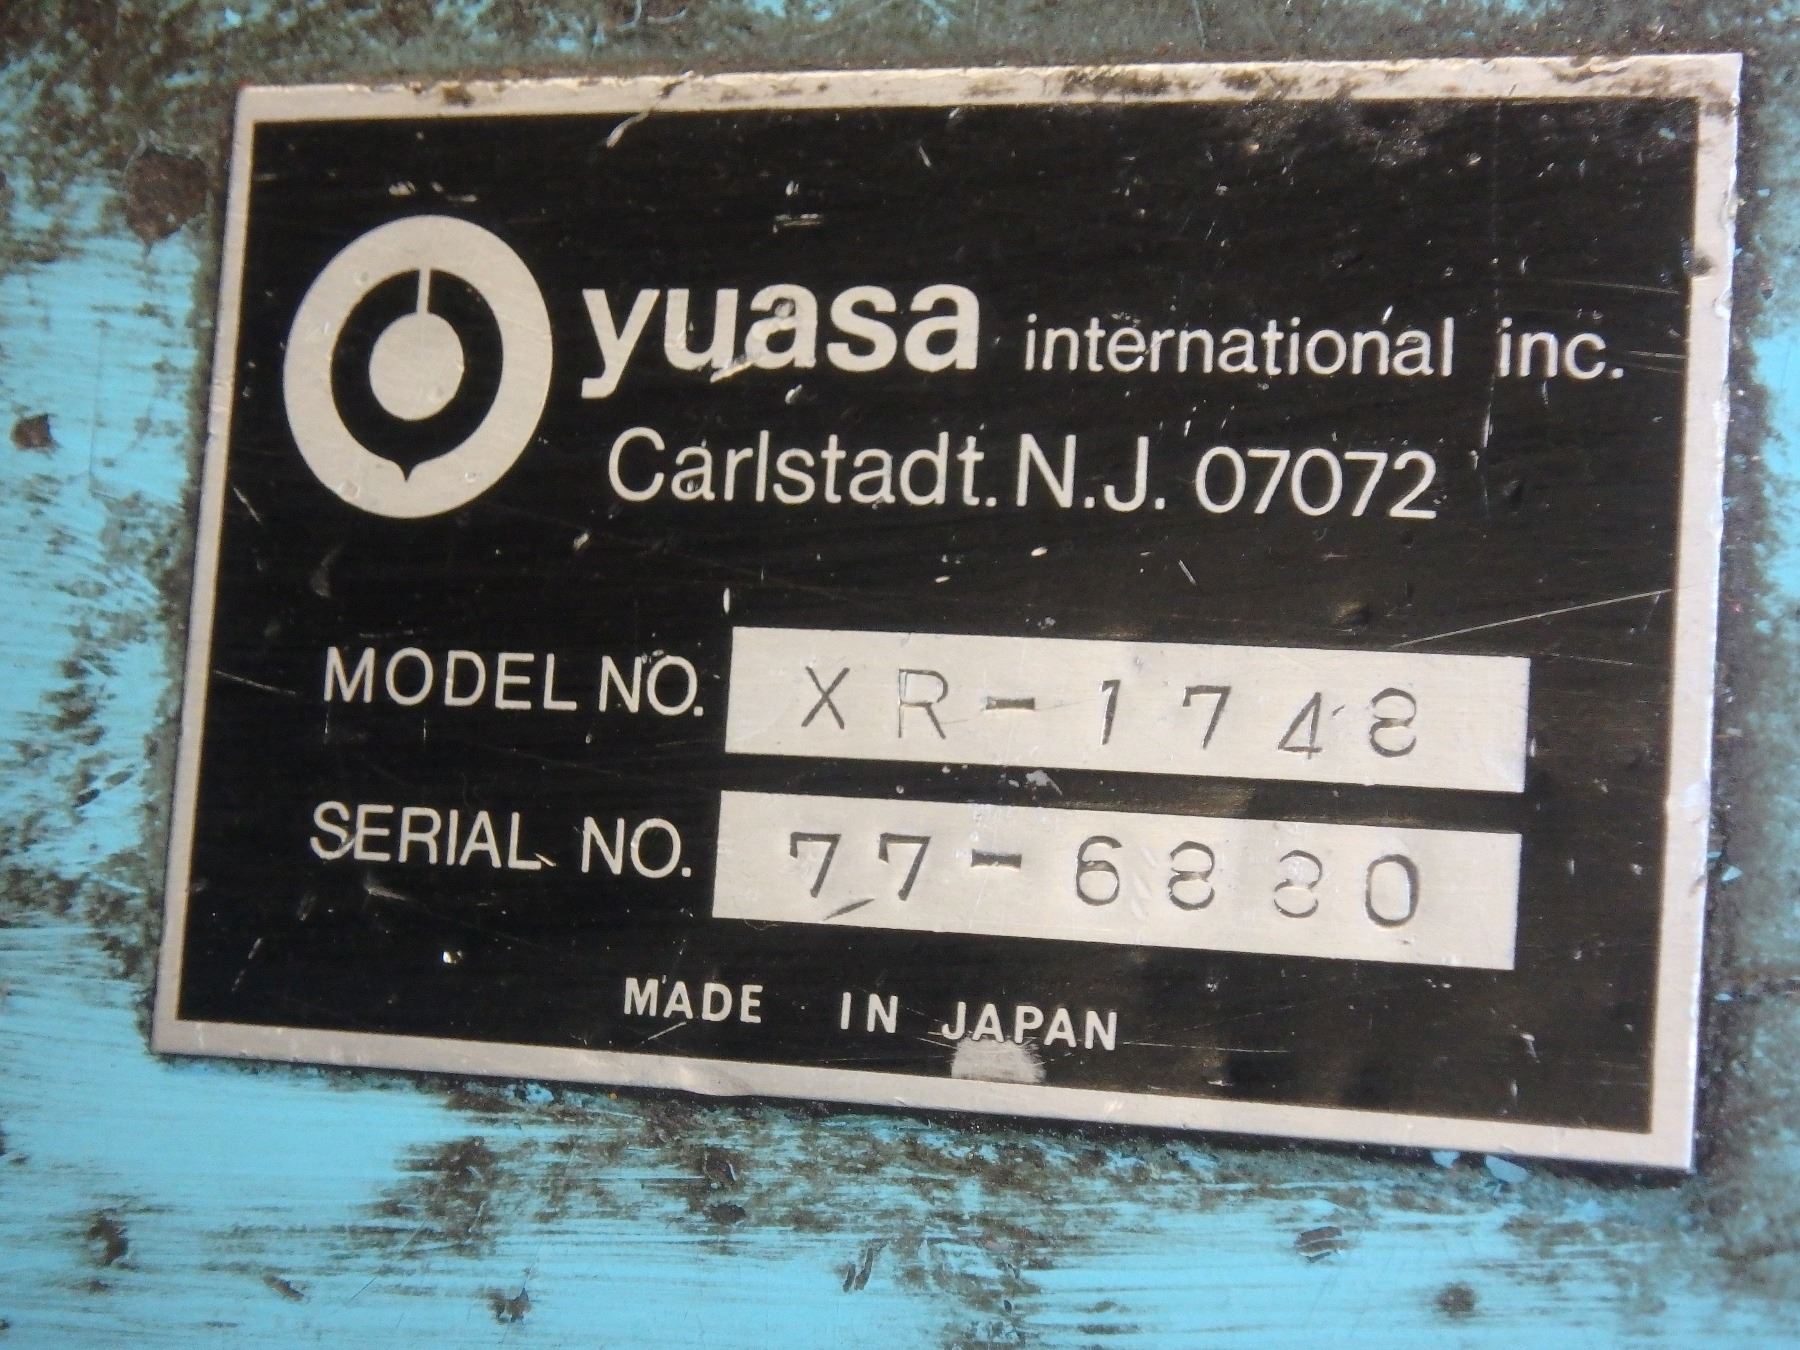 yuasa international inc.
Carlstadt. N.J. 07072
MODEL NO. XR-1748
SERIAL NO. 77-6880
MADE IN JAPAN